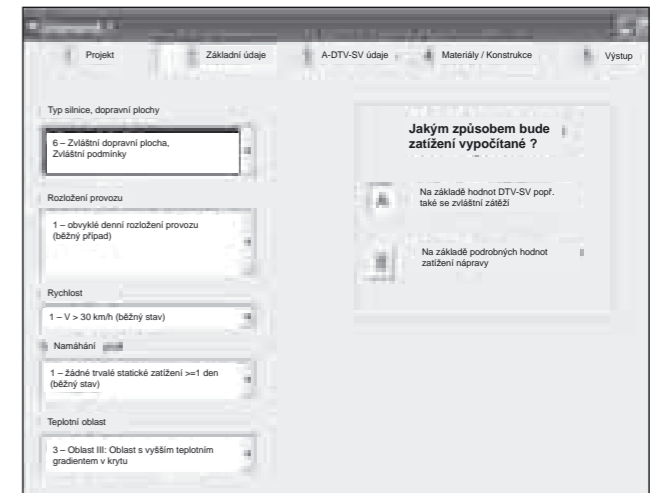 Projekt
Základní údaje
A-DTV-SV údaje
Materiály / Konstrukce
Výstup
Typ silnice, dopravní plochy
6 – Zvláštní dopravní plocha,
Zvláštní podmínky
Rozložení provozu
1 – obvyklé denní rozložení provozu
(běžný případ)
Rychlost
1 – V > 30 km/h (běžný stav)
Namáhání
1 – žádné trvalé statické zatížení >=1 den
(běžný stav)
Teplotní oblast
3 – Oblast III: Oblast s vyšším teplotním
gradientem v krytu
Jakým způsobem bude
zatížení vypočítané ?
A
Na základě hodnot DTV-SV popř.
také se zvláštní zátěží
Na základě podrobných hodnot
zatížení nápravy